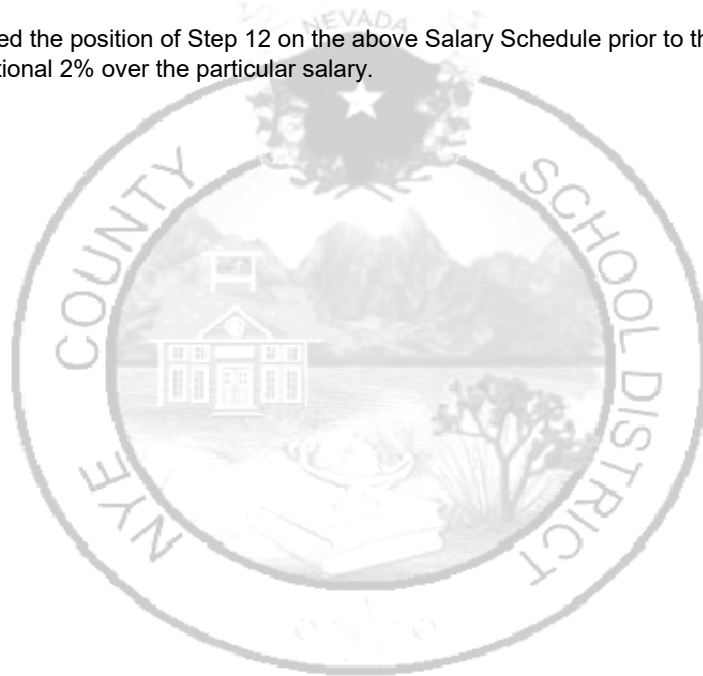 NEVADA
ed the position of Step 12 on the above Salary Schedule prior to th
tional 2% over the particular salary.
NYE COUNTY SCHOOL DISTRICT